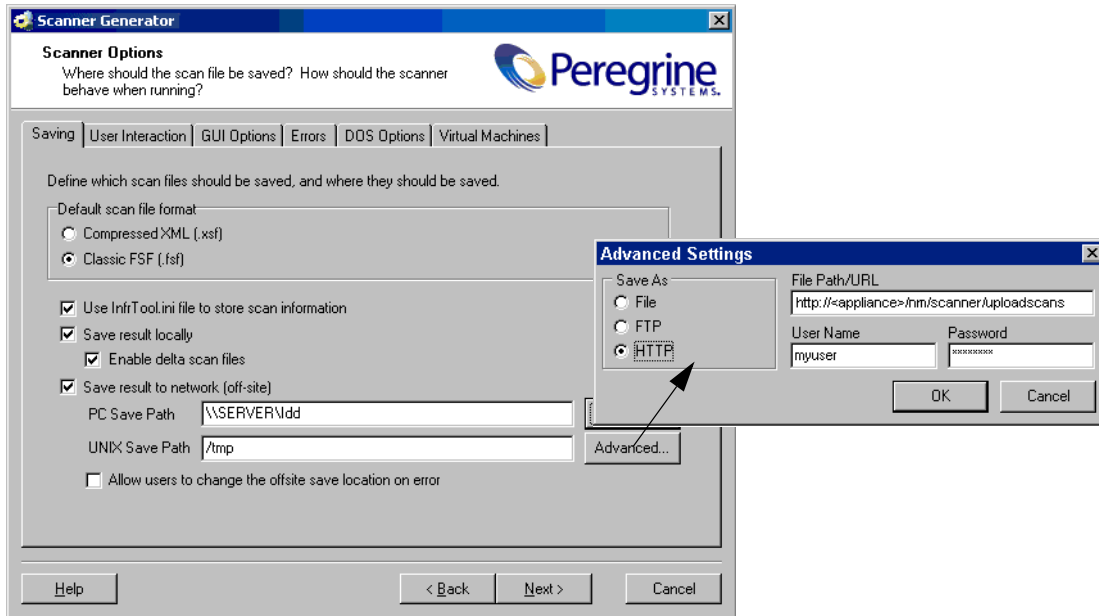 Scanner Generator
Scanner Options
Where should the scan file be saved? How should the scanner
behave when running?
Peregrine
SYSTEMS.
Saving User Interaction GUI Options Errors DOS Options Virtual Machines
Define which scan files should be saved, and where they should be saved.
Default scan file format
Compressed XML (.xsf)
Classic FSF (.fsf)
Use InfrTool.ini file to store scan information
Save result locally
Enable delta scan files
Save result to network (off-site)
PC Save Path \\SERVER\Idd
UNIX Save Path /tmp Advanced...
Allow users to change the offsite save location on error
Help < Back Next > Cancel
Advanced Settings
Save As
File
FTP
HTTP
File Path/URL
http://<appliance>/nm/scanner/uploadscans
User Name Password
myuser xxxxxxxx
OK Cancel